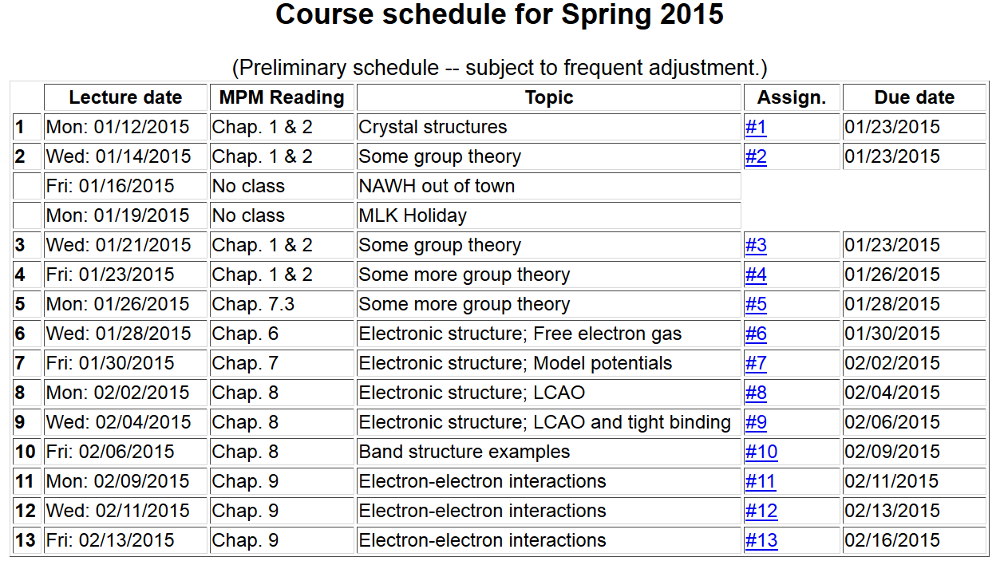 Course schedule for Spring 2015
(Preliminary schedule -- subject to frequent adjustment.)
Lecture date MPM Reading Topic Assign. Due date
1 Mon: 01/12/2015 Chap. 1 & 2 Crystal structures #1 01/23/2015
2 Wed: 01/14/2015 Chap. 1 & 2 Some group theory #2 01/23/2015
Fri: 01/16/2015 No class NAWH out of town
Mon: 01/19/2015 No class MLK Holiday
3 Wed: 01/21/2015 Chap. 1 & 2 Some group theory #3 01/23/2015
4 Fri: 01/23/2015 Chap. 1 & 2 Some more group theory #4 01/26/2015
5 Mon: 01/26/2015 Chap. 7.3 Some more group theory #5 01/28/2015
6 Wed: 01/28/2015 Chap. 6 Electronic structure; Free electron gas #6 01/30/2015
7 Fri: 01/30/2015 Chap. 7 Electronic structure; Model potentials #7 02/02/2015
8 Mon: 02/02/2015 Chap. 8 Electronic structure; LCAO #8 02/04/2015
9 Wed: 02/04/2015 Chap. 8 Electronic structure; LCAO and tight binding #9 02/06/2015
10 Fri: 02/06/2015 Chap. 8 Band structure examples #10 02/09/2015
11 Mon: 02/09/2015 Chap. 9 Electron-electron interactions #11 02/11/2015
12 Wed: 02/11/2015 Chap. 9 Electron-electron interactions #12 02/13/2015
13 Fri: 02/13/2015 Chap. 9 Electron-electron interactions #13 02/16/2015